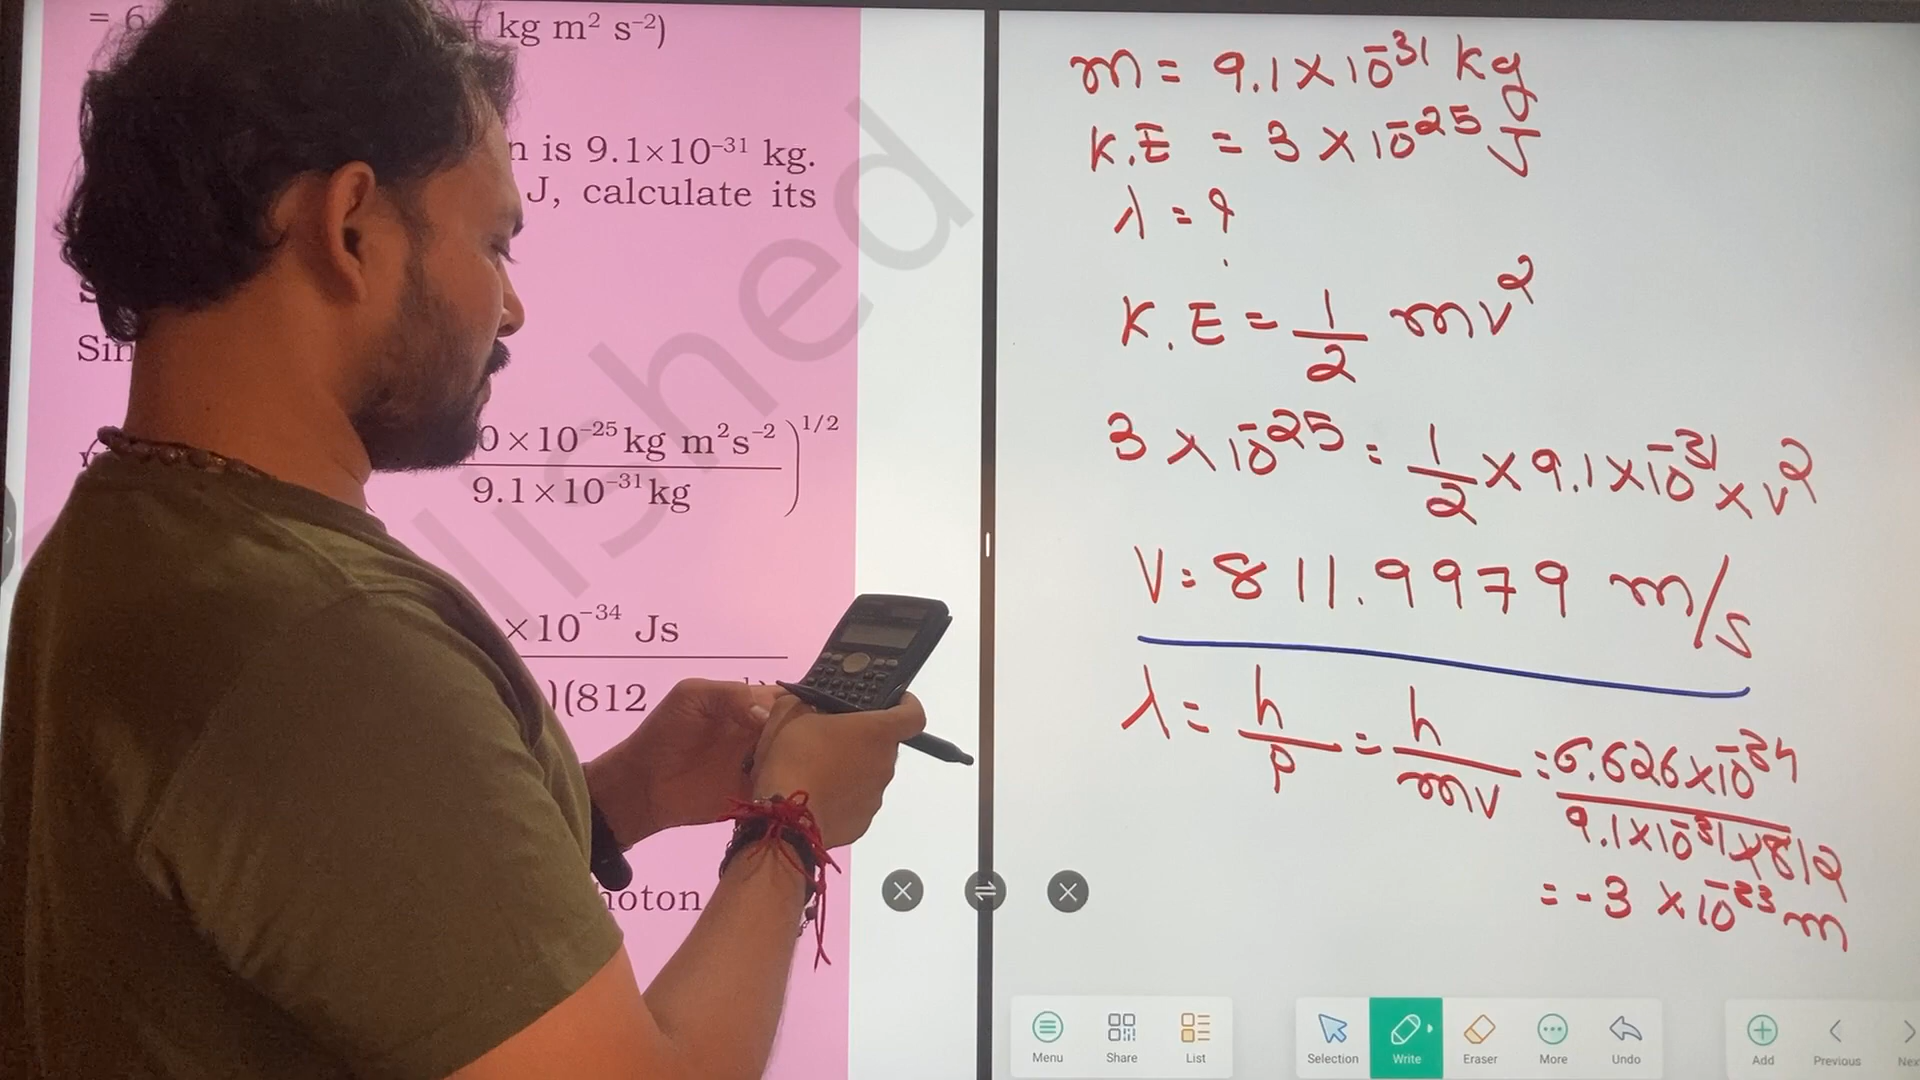 = 6
kg m² s⁻²)
n is 9.1×10⁻³¹ kg.
J, calculate its
Sin
0×10⁻²⁵ kg m²s⁻²
9.1×10⁻³¹ kg
)^1/2
×10⁻³⁴ Js
)(812
hoton
lished
m = 9.1×10⁻³¹ kg
K.E = 3×10⁻²⁵ J
λ = ?
K.E = 1/2 mv²
3×10⁻²⁵ = 1/2 × 9.1×10⁻³¹ × v²
V = 811.9979 m/s
λ = h/p = h/mv = 6.626×10⁻³⁴ / 9.1×10⁻³¹×812
= -3 ×10⁻²³ m
Menu
Share
List
Selection
Write
Eraser
More
Undo
Add
Previous
Nex